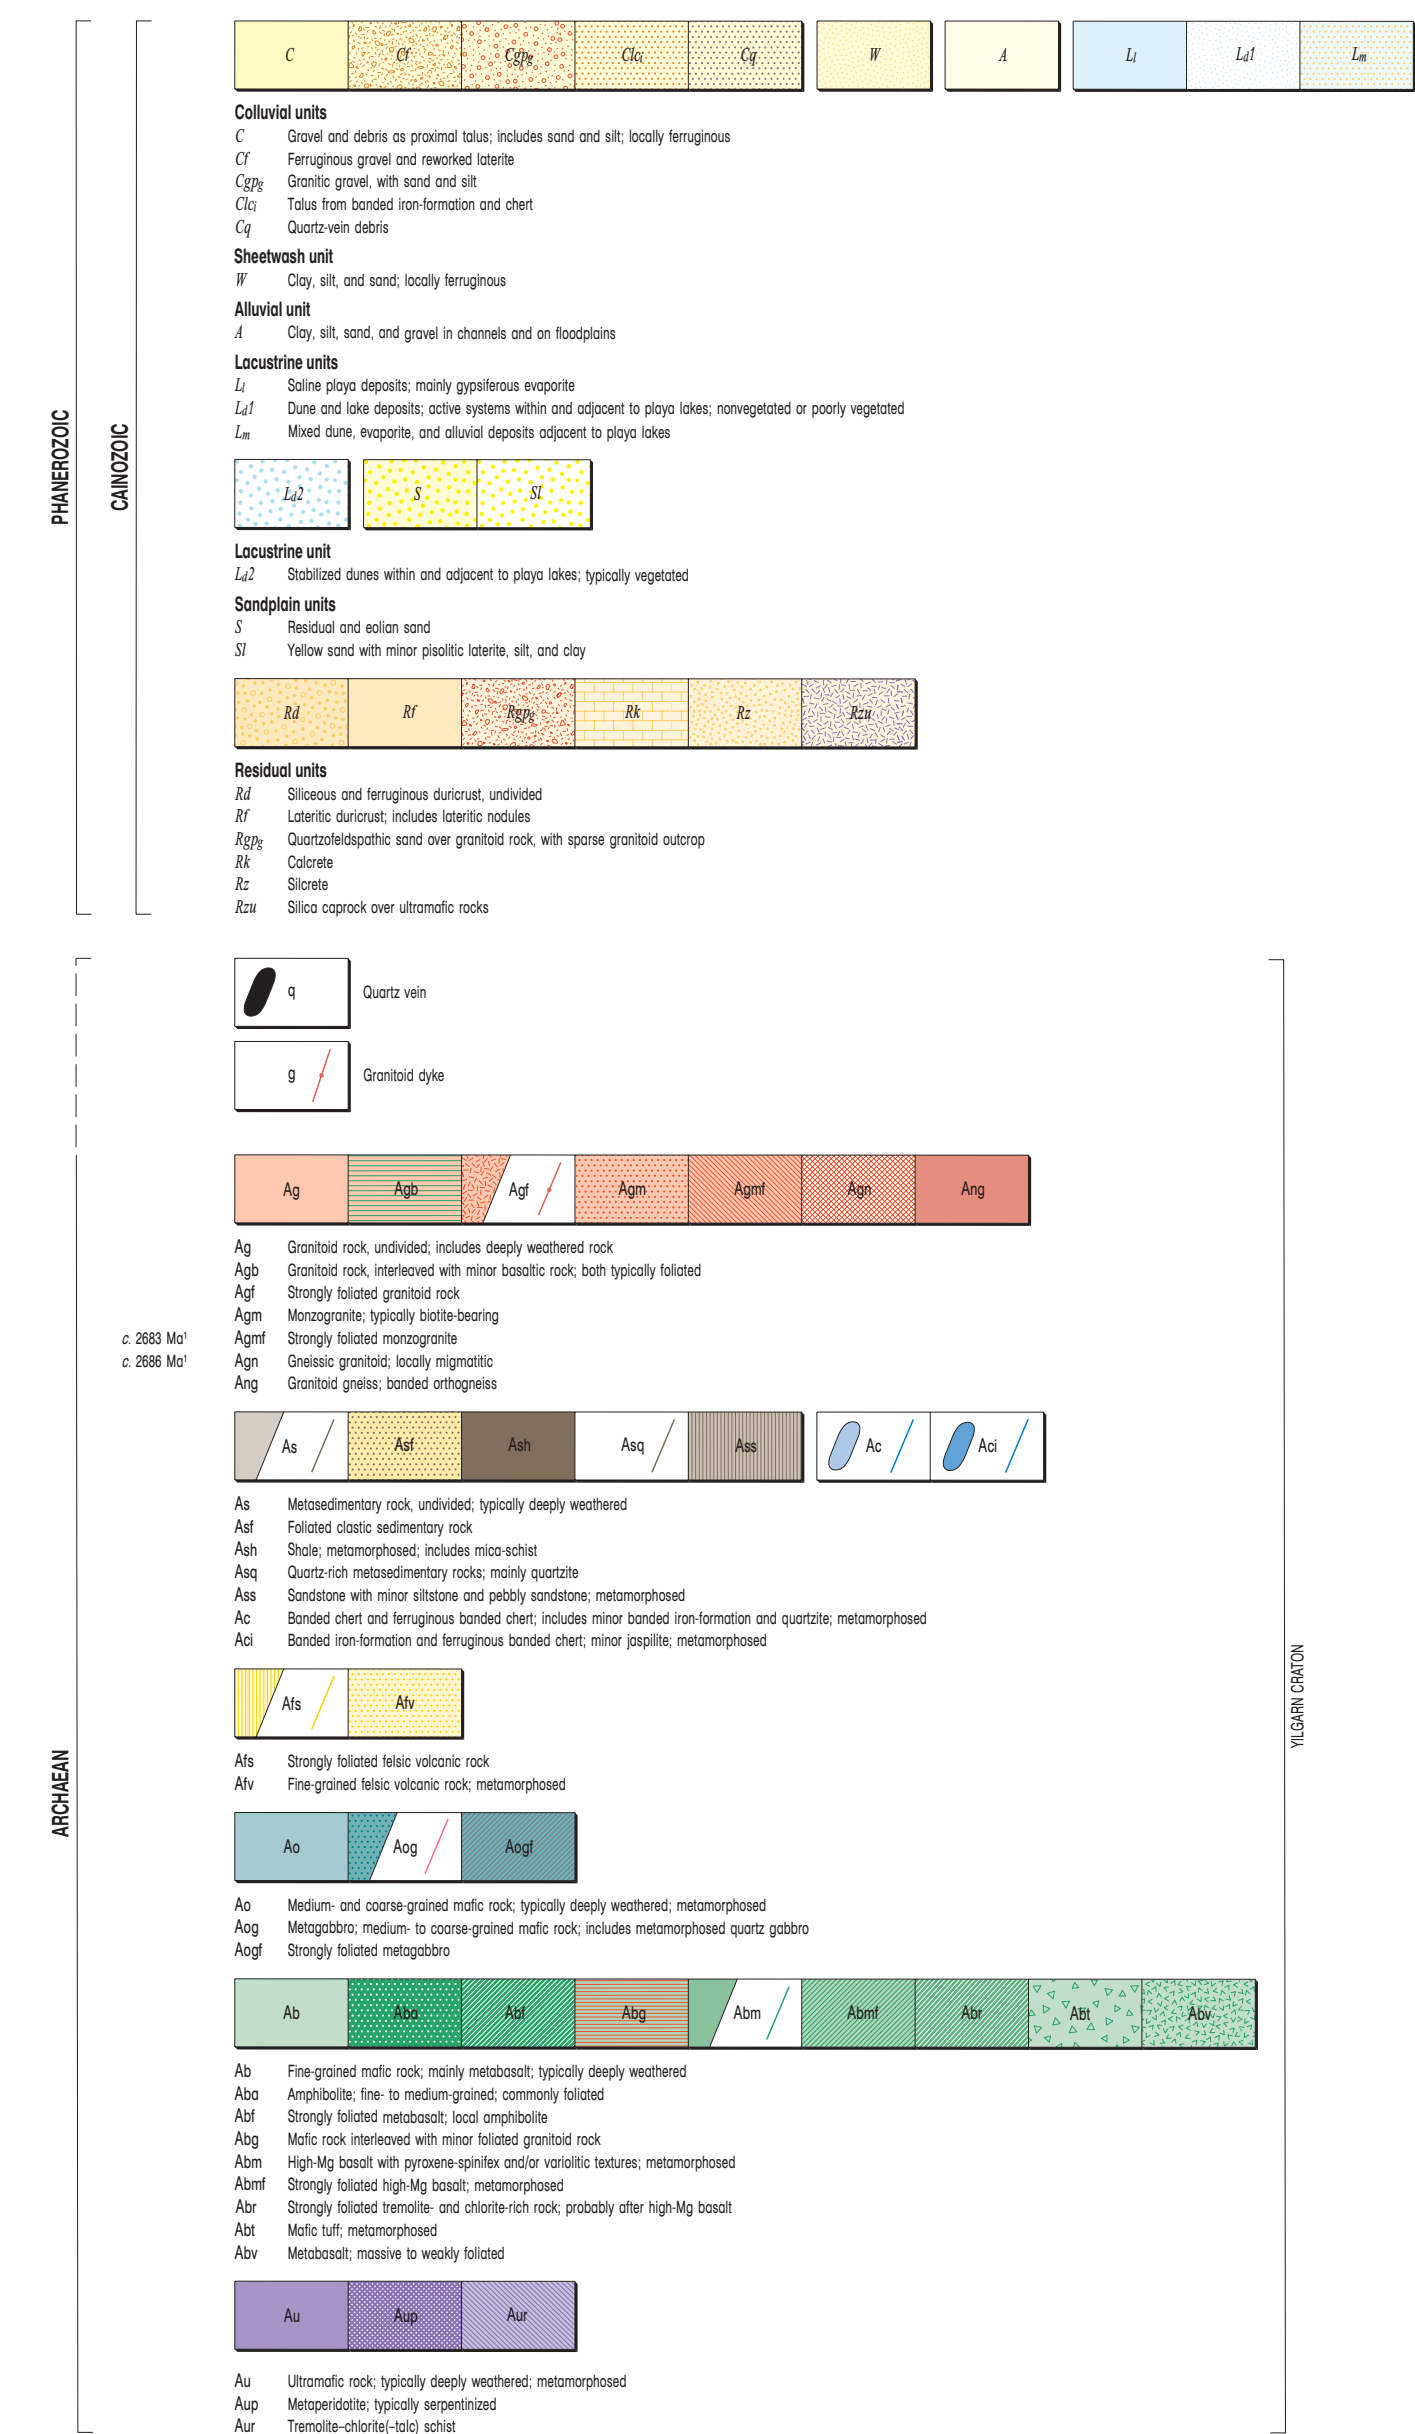 C Cf Cgpg Clci Cq W A Ll Ld1 Lm
Colluvial units
C Gravel and debris as proximal talus; includes sand and silt; locally ferruginous
Cf Ferruginous gravel and reworked laterite
Cgpg Granitic gravel, with sand and silt
Clci Talus from banded iron-formation and chert
Cq Quartz-vein debris
Sheetwash unit
W Clay, silt, and sand; locally ferruginous
Alluvial unit
A Clay, silt, sand, and gravel in channels and on floodplains
Lacustrine units
Ll Saline playa deposits; mainly gypsiferous evaporite
Ld1 Dune and lake deposits; active systems within and adjacent to playa lakes; nonvegetated or poorly vegetated
Lm Mixed dune, evaporite, and alluvial deposits adjacent to playa lakes
PHANEROZOIC
CAINOZOIC
Ld2 S Sl
Lacustrine unit
Ld2 Stabilized dunes within and adjacent to playa lakes; typically vegetated
Sandplain units
S Residual and eolian sand
Sl Yellow sand with minor pisolitic laterite, silt, and clay
Rd Rf Rgpg Rk Rz Rzu
Residual units
Rd Siliceous and ferruginous duricrust, undivided
Rf Lateritic duricrust; includes lateritic nodules
Rgpg Quartzofeldspathic sand over granitoid rock, with sparse granitoid outcrop
Rk Calcrete
Rz Silcrete
Rzu Silica caprock over ultramafic rocks
q Quartz vein
g Granitoid dyke
Ag Agb Agf Agm Agmf Agn Ang
Ag Granitoid rock, undivided; includes deeply weathered rock
Agb Granitoid rock, interleaved with minor basaltic rock; both typically foliated
Agf Strongly foliated granitoid rock
Agm Monzogranite; typically biotite-bearing
c. 2683 Ma¹ Agmf Strongly foliated monzogranite
c. 2686 Ma¹ Agn Gneissic granitoid; locally migmatitic
Ang Granitoid gneiss; banded orthogneiss
As Asf Ash Asq Ass Ac Aci
As Metasedimentary rock, undivided; typically deeply weathered
Asf Foliated clastic sedimentary rock
Ash Shale; metamorphosed; includes mica-schist
Asq Quartz-rich metasedimentary rocks; mainly quartzite
Ass Sandstone with minor siltstone and pebbly sandstone; metamorphosed
Ac Banded chert and ferruginous banded chert; includes minor banded iron-formation and quartzite; metamorphosed
Aci Banded iron-formation and ferruginous banded chert; minor jaspilite; metamorphosed
YILGARN CRATON
Afs Afv
Afs Strongly foliated felsic volcanic rock
Afv Fine-grained felsic volcanic rock; metamorphosed
ARCHAEAN
Ao Aog Aogf
Ao Medium- and coarse-grained mafic rock; typically deeply weathered; metamorphosed
Aog Metagabbro; medium- to coarse-grained mafic rock; includes metamorphosed quartz gabbro
Aogf Strongly foliated metagabbro
Ab Aba Abf Abg Abm Abmf Abr Abt Abv
Ab Fine-grained mafic rock; mainly metabasalt; typically deeply weathered
Aba Amphibolite; fine- to medium-grained; commonly foliated
Abf Strongly foliated metabasalt; local amphibolite
Abg Mafic rock interleaved with minor foliated granitoid rock
Abm High-Mg basalt with pyroxene-spinifex and/or variolitic textures; metamorphosed
Abmf Strongly foliated high-Mg basalt; metamorphosed
Abr Strongly foliated tremolite- and chlorite-rich rock; probably after high-Mg basalt
Abt Mafic tuff; metamorphosed
Abv Metabasalt; massive to weakly foliated
Au Aup Aur
Au Ultramafic rock; typically deeply weathered; metamorphosed
Aup Metaperidotite; typically serpentinized
Aur Tremolite–chlorite(–talc) schist